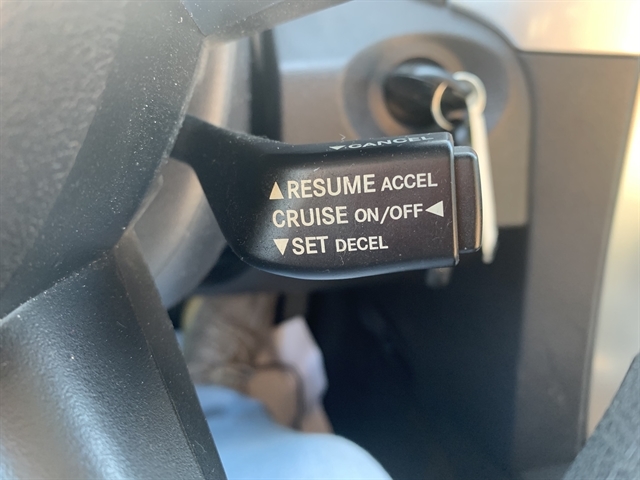 ▼CANCEL
▲RESUME ACCEL
CRUISE ON/OFF◀
▼SET DECEL